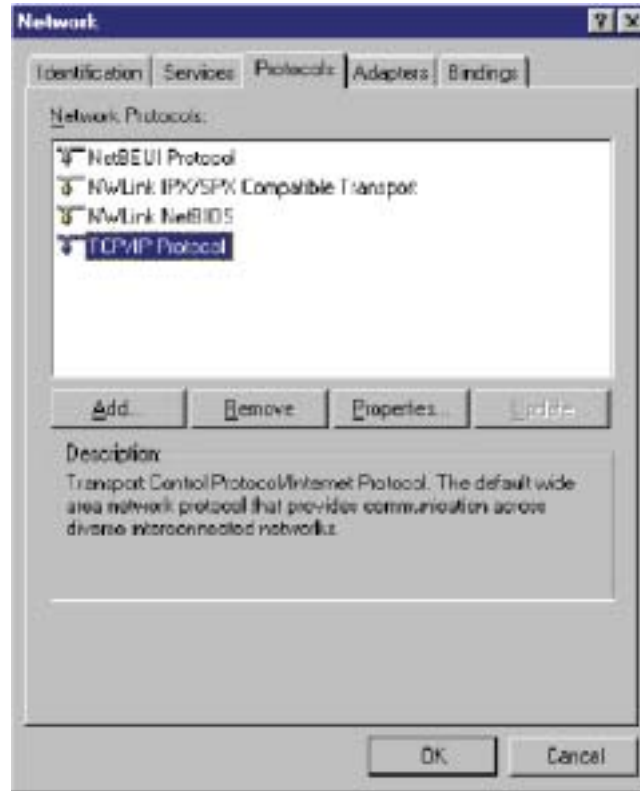 Network
? X
Identification Services Protocols Adapters Bindings
Network Protocols:
NetBEUI Protocol
NWLink IPX/SPX Compatible Transport
NWLink NetBIOS
TCP/IP Protocol
Add... Remove Properties... Update
Description:
Transport Control Protocol/Internet Protocol. The default wide
area network protocol that provides communication across
diverse interconnected networks.
OK Cancel